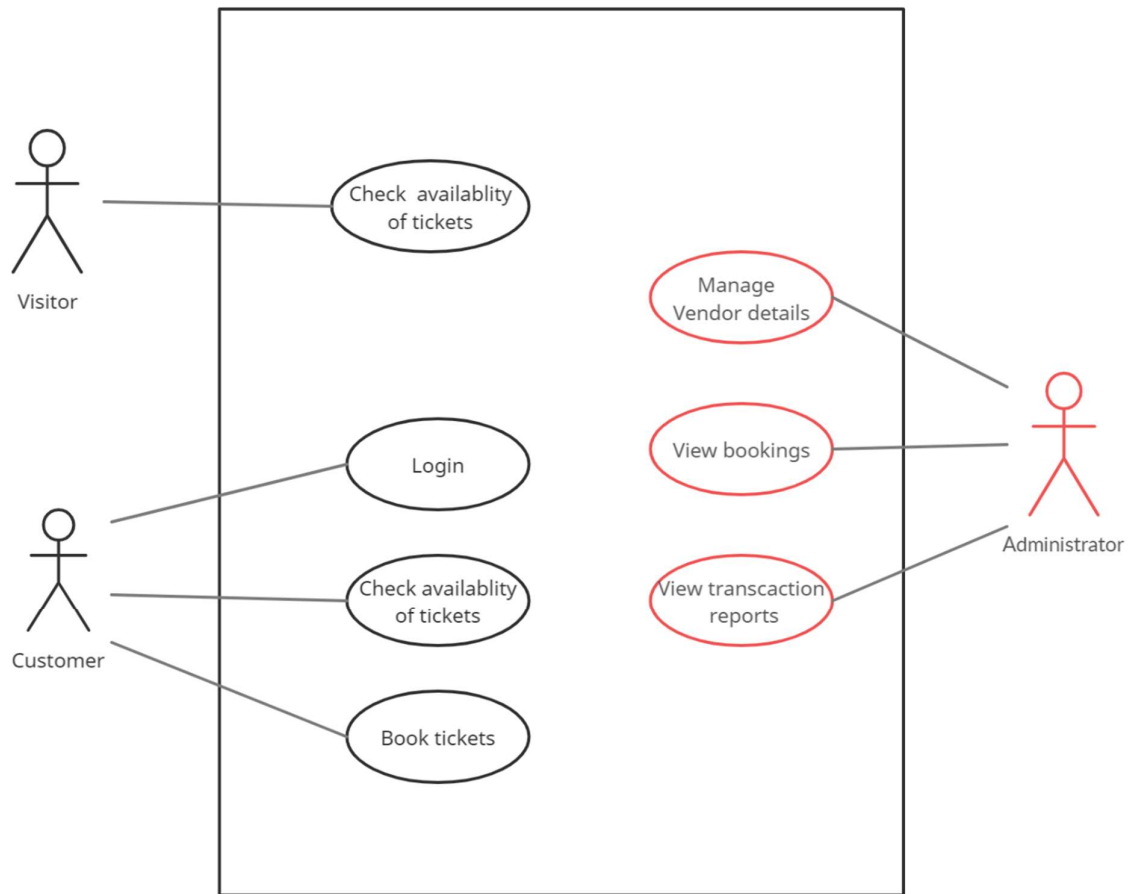 Check availablity
of tickets
Visitor
Manage
Vendor details
Login
View bookings
Administrator
Customer
Check availablity
of tickets
View transcaction
reports
Book tickets